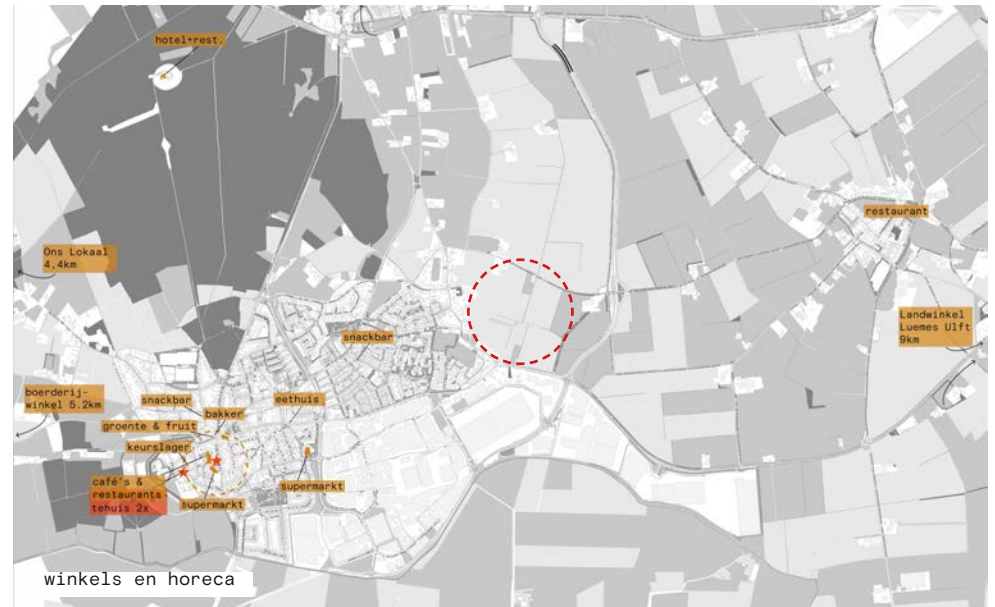 hotel+rest.
restaurant
Ons Lokaal
4,4km
Landwinkel
Luemes Ulft
9km
snackbar
boerderij-
winkel 5.2km
snackbar
eethuis
bakker
groente & fruit
keurslager
café's &
restaurants
tehuis 2x
supermarkt
supermarkt
winkels en horeca